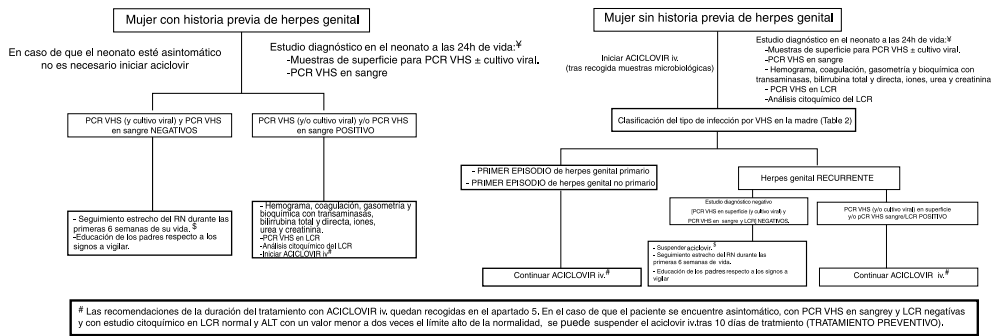 Mujer con historia previa de herpes genital
En caso de que el neonato esté asintomático
no es necesario iniciar aciclovir
Estudio diagnóstico en el neonato a las 24h de vida:¥
-Muestras de superficie para PCR VHS ± cultivo viral.
-PCR VHS en sangre
PCR VHS (y cultivo viral) y PCR VHS
en sangre NEGATIVOS
PCR VHS (y/o cultivo viral) y/o PCR VHS
en sangre POSITIVO
- Seguimiento estrecho del RN durante las
primeras 6 semanas de su vida. $
-Educación de los padres respecto a los
signos a vigilar.
- Hemograma, coagulación, gasometría y
bioquímica con transaminasas,
bilirrubina total y directa, iones,
urea y creatinina.
-PCR VHS en LCR
-Análisis citoquímico del LCR
-Iniciar ACICLOVIR iv#
Mujer sin historia previa de herpes genital
Iniciar ACICLOVIR iv.
(tras recogida muestras microbiológicas)
Estudio diagnóstico en el neonato a las 24h de vida:¥
-Muestras de superficie para PCR VHS ± cultivo viral.
-PCR VHS en sangre
- Hemograma, coagulación, gasometría y bioquímica con
transaminasas, bilirrubina total y directa, iones, urea y creatinina
- PCR VHS en LCR
-Análisis citoquímico del LCR
Clasificación del tipo de infección por VHS en la madre (Table 2)
- PRIMER EPISODIO de herpes genital primario
- PRIMER EPISODIO de herpes genital no primario
Herpes genital RECURRENTE
Estudio diagnóstico negativo
[PCR VHS en superficie (y cultivo viral) y
PCR VHS en sangre y LCR] NEGATIVOS.
PCR VHS (y/o cultivo viral) en superficie
y/o pCR VHS sangre/LCR POSITIVO
- Suspender aciclovir.$
- Seguimiento estrecho del RN durante las
primeras 6 semanas de vida.
- Educación de los padres respecto a los signos a
vigilar
Continuar ACICLOVIR iv.#
Continuar ACICLOVIR iv.#
# Las recomendaciones de la duración del tratamiento con ACICLOVIR iv. quedan recogidas en el apartado 5. En el caso de que el paciente se encuentre asintomático, con PCR VHS en sangrey y LCR negátivas
y con estudio citoquímico en LCR normal y ALT con un valor menor a dos veces el límite alto de la normalidad, se puede suspender el aciclovir iv.tras 10 días de tratmiento (TRATAMIENTO PREVENTIVO).